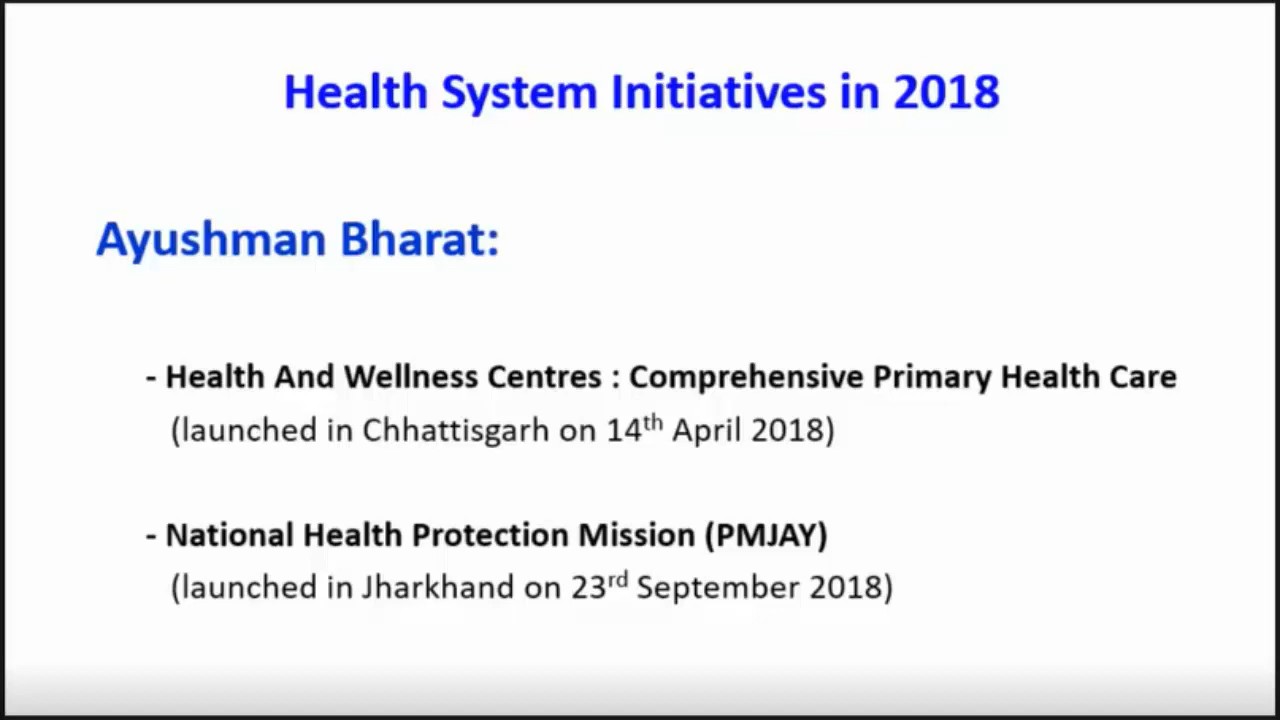 Health System Initiatives in 2018
Ayushman Bharat:
- Health And Wellness Centres : Comprehensive Primary Health Care
(launched in Chhattisgarh on 14th April 2018)
- National Health Protection Mission (PMJAY)
(launched in Jharkhand on 23rd September 2018)